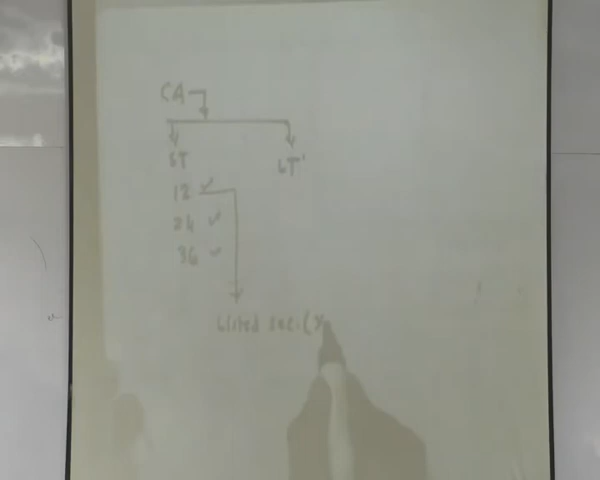 CA
ST LT'
12 ✓
24 ✓
36 ✓
listed sec. (